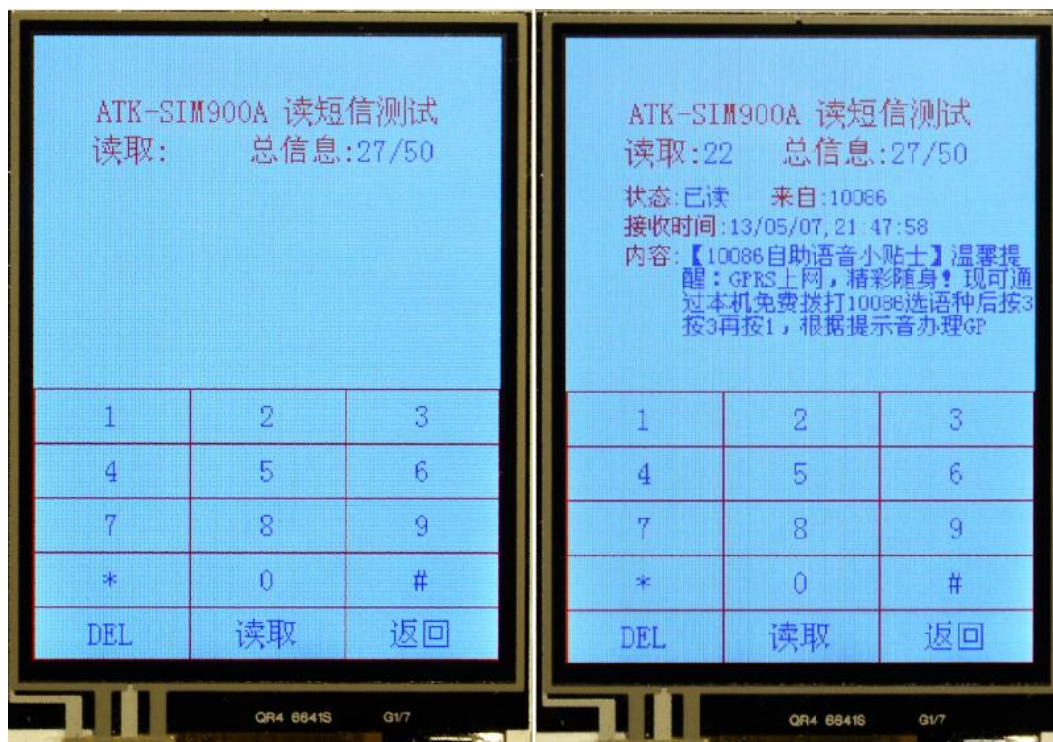 ATK-SIM900A 读短信测试
读取: 总信息:27/50
1 2 3
4 5 6
7 8 9
* 0 #
DEL 读取 返回
QR4 6641S G1/7
ATK-SIM900A 读短信测试
读取:22 总信息:27/50
状态:已读 来自:10086
接收时间:13/05/07,21:47:58
内容:【10086自助语音小贴士】温馨提
醒：GPRS上网，精彩随身！现可通
过本机免费拨打10086选语种后按3
按3再按1，根据提示音办理GP
1 2 3
4 5 6
7 8 9
* 0 #
DEL 读取 返回
QR4 6641S G1/7